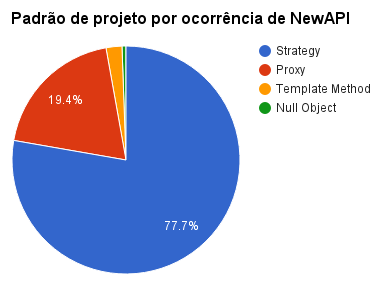 Padrão de projeto por ocorrência de NewAPI
Strategy
Proxy
Template Method
Null Object
19.4%
77.7%